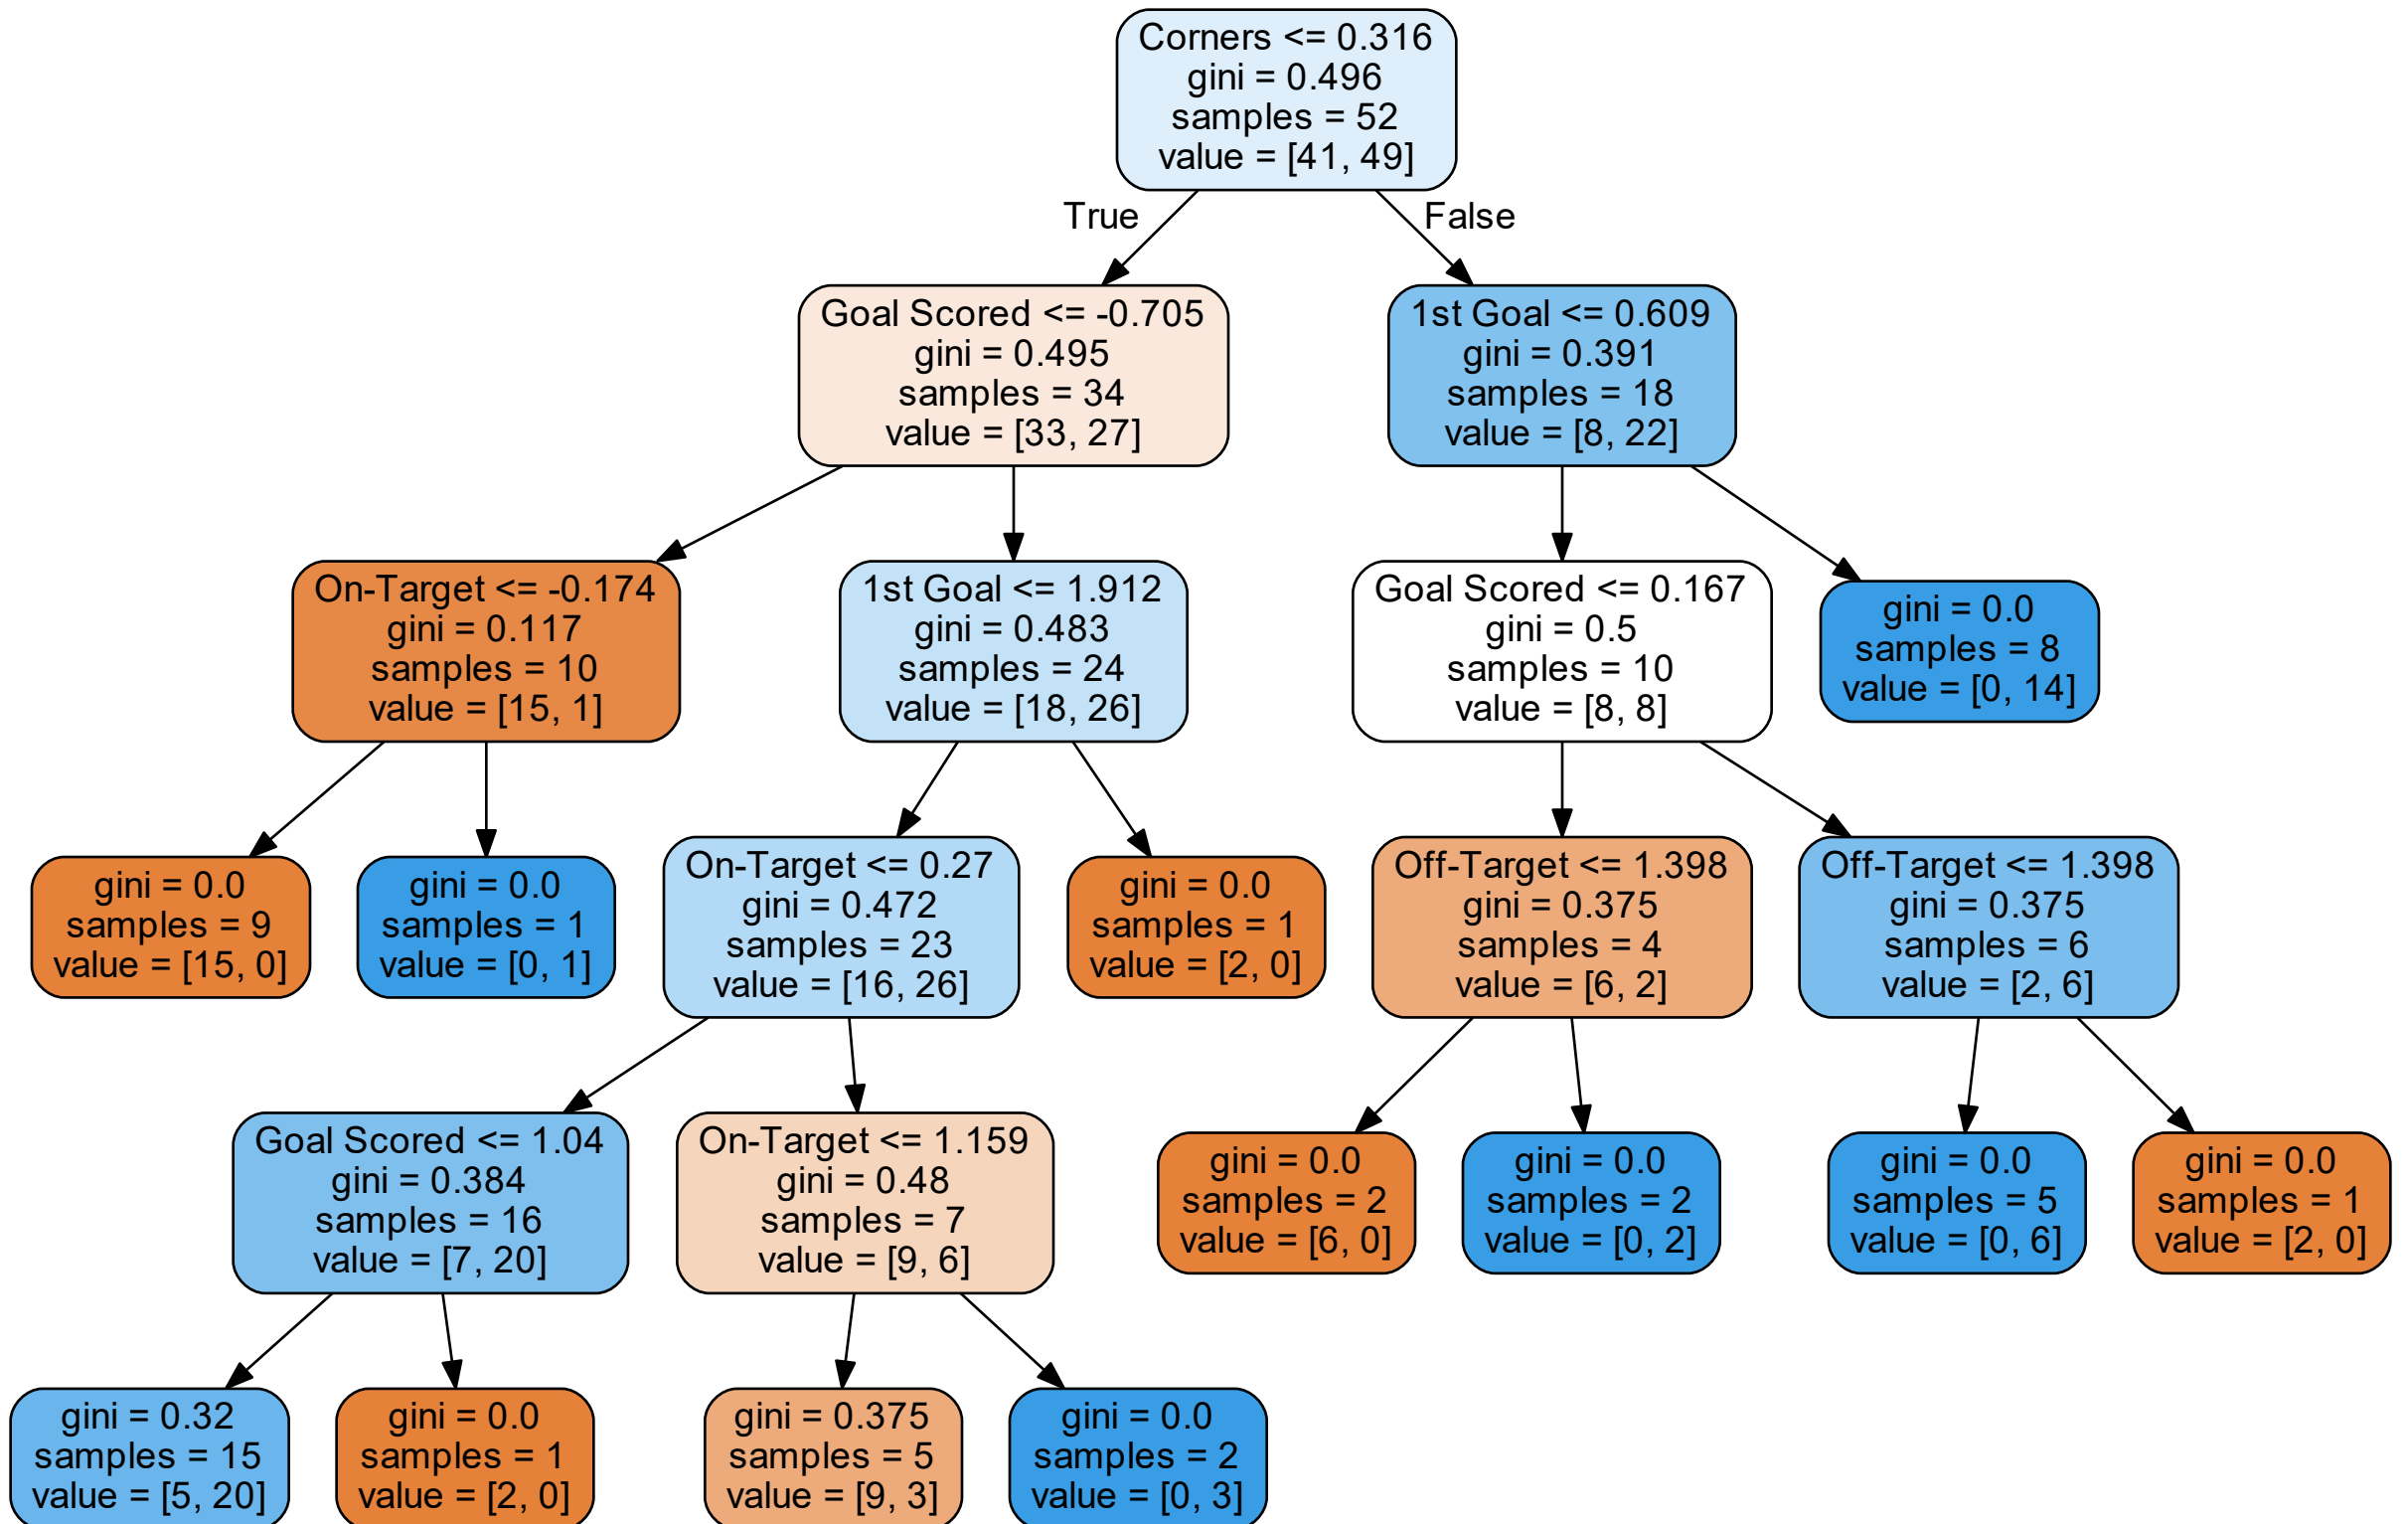 Corners <= 0.316
gini = 0.496
samples = 52
value = [41, 49]
True
False
Goal Scored <= -0.705
gini = 0.495
samples = 34
value = [33, 27]
1st Goal <= 0.609
gini = 0.391
samples = 18
value = [8, 22]
On-Target <= -0.174
gini = 0.117
samples = 10
value = [15, 1]
1st Goal <= 1.912
gini = 0.483
samples = 24
value = [18, 26]
Goal Scored <= 0.167
gini = 0.5
samples = 10
value = [8, 8]
gini = 0.0
samples = 8
value = [0, 14]
gini = 0.0
samples = 9
value = [15, 0]
gini = 0.0
samples = 1
value = [0, 1]
On-Target <= 0.27
gini = 0.472
samples = 23
value = [16, 26]
gini = 0.0
samples = 1
value = [2, 0]
Off-Target <= 1.398
gini = 0.375
samples = 4
value = [6, 2]
Off-Target <= 1.398
gini = 0.375
samples = 6
value = [2, 6]
Goal Scored <= 1.04
gini = 0.384
samples = 16
value = [7, 20]
On-Target <= 1.159
gini = 0.48
samples = 7
value = [9, 6]
gini = 0.0
samples = 2
value = [6, 0]
gini = 0.0
samples = 2
value = [0, 2]
gini = 0.0
samples = 5
value = [0, 6]
gini = 0.0
samples = 1
value = [2, 0]
gini = 0.32
samples = 15
value = [5, 20]
gini = 0.0
samples = 1
value = [2, 0]
gini = 0.375
samples = 5
value = [9, 3]
gini = 0.0
samples = 2
value = [0, 3]